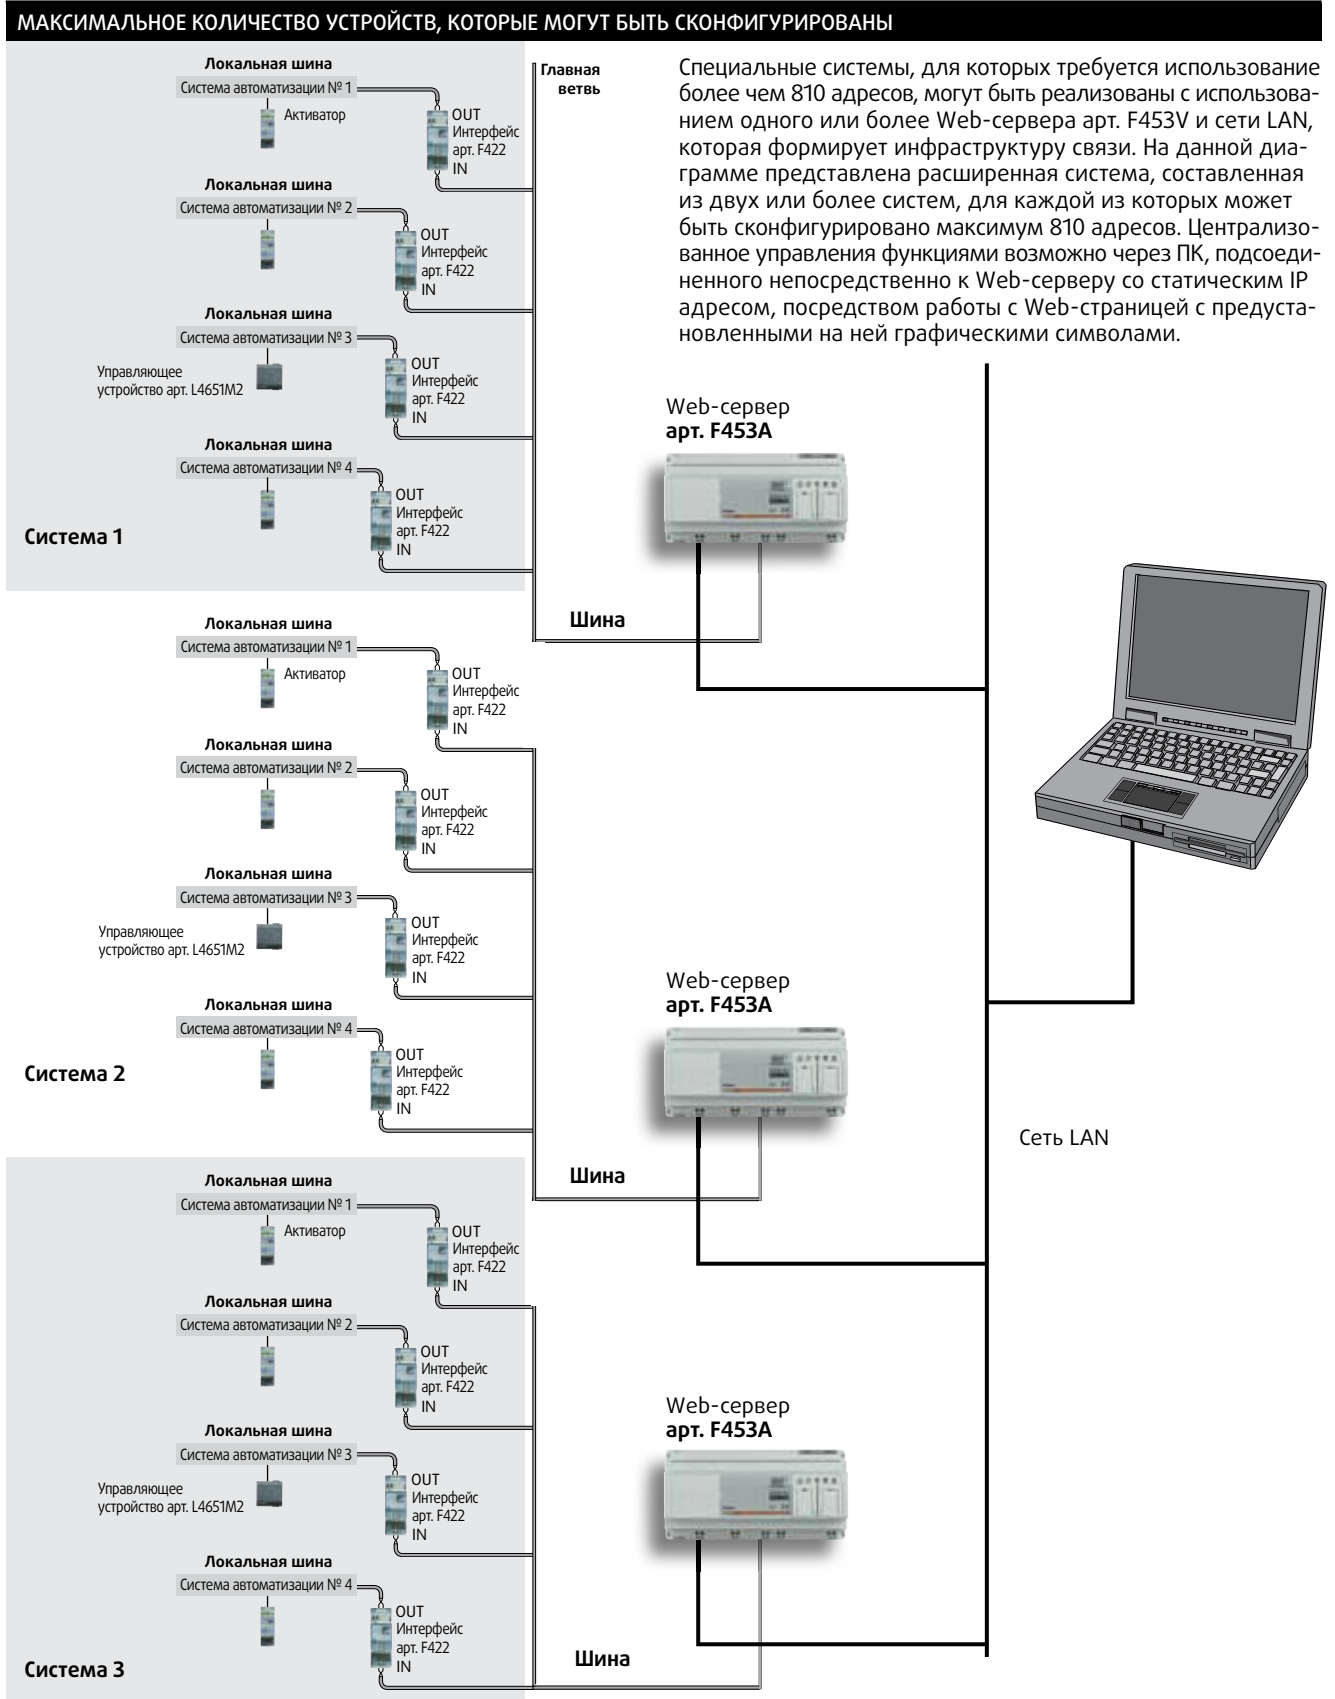 МАКСИМАЛЬНОЕ КОЛИЧЕСТВО УСТРОЙСТВ, КОТОРЫЕ МОГУТ БЫТЬ СКОНФИГУРИРОВАНЫ
Специальные системы, для которых требуется использование
более чем 810 адресов, могут быть реализованы с использова-
нием одного или более Web-сервера арт. F453V и сети LAN,
которая формирует инфраструктуру связи. На данной диа-
грамме представлена расширенная система, составленная
из двух или более систем, для каждой из которых может
быть сконфигурировано максимум 810 адресов. Централизо-
ванное управления функциями возможно через ПК, подсоеди-
ненного непосредственно к Web-серверу со статическим IP
адресом, посредством работы с Web-страницей с предуста-
новленными на ней графическими символами.
Главная
ветвь
Локальная шина
Система автоматизации № 1
Активатор
OUT
Интерфейс
арт. F422
IN
Локальная шина
Система автоматизации № 2
OUT
Интерфейс
арт. F422
IN
Локальная шина
Система автоматизации № 3
Управляющее
устройство арт. L4651M2
OUT
Интерфейс
арт. F422
IN
Локальная шина
Система автоматизации № 4
OUT
Интерфейс
арт. F422
IN
Система 1
Web-сервер
арт. F453A
Шина
Локальная шина
Система автоматизации № 1
Активатор
OUT
Интерфейс
арт. F422
IN
Локальная шина
Система автоматизации № 2
OUT
Интерфейс
арт. F422
IN
Локальная шина
Система автоматизации № 3
Управляющее
устройство арт. L4651M2
OUT
Интерфейс
арт. F422
IN
Локальная шина
Система автоматизации № 4
OUT
Интерфейс
арт. F422
IN
Система 2
Web-сервер
арт. F453A
Шина
Сеть LAN
Локальная шина
Система автоматизации № 1
Активатор
OUT
Интерфейс
арт. F422
IN
Локальная шина
Система автоматизации № 2
OUT
Интерфейс
арт. F422
IN
Локальная шина
Система автоматизации № 3
Управляющее
устройство арт. L4651M2
OUT
Интерфейс
арт. F422
IN
Локальная шина
Система автоматизации № 4
OUT
Интерфейс
арт. F422
IN
Система 3
Web-сервер
арт. F453A
Шина